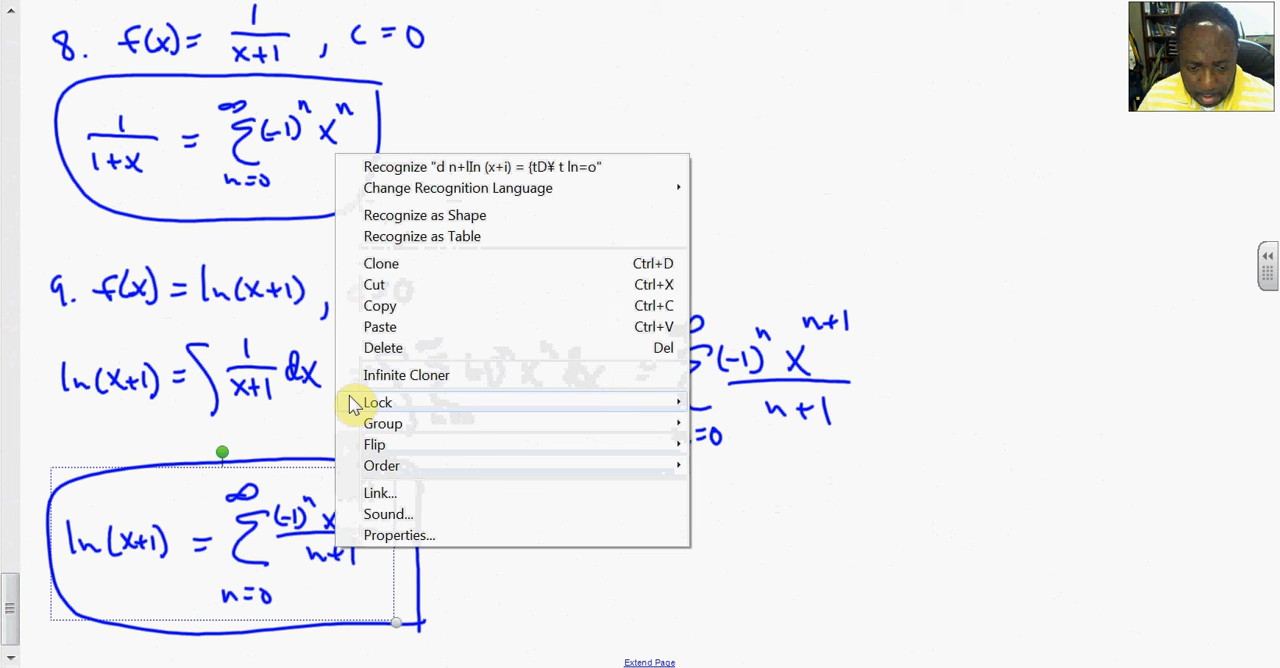 8. f(x) = 1/(x+1), c = 0
1/(1+x) = ∑_{n=0}^{∞} (-1)^n x^n
Recognize "d n+lIn (x+i) = {tD¥ t ln=o"
Change Recognition Language
Recognize as Shape
Recognize as Table
Clone Ctrl+D
Cut Ctrl+X
Copy Ctrl+C
Paste Ctrl+V
Delete Del
Infinite Cloner
Lock
Group
Flip
Order
Link...
Sound...
Properties...
9. f(x) = ln(x+1),
ln(x+1) = ∫ 1/(x+1) dx
(-1)^n x^{n+1}/(n+1)
=0
ln(x+1) = ∑_{n=0}^{∞} (-1)^n x/(n+1)
Extend Page